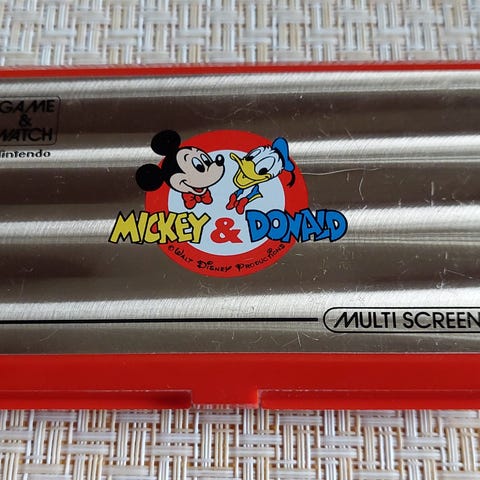 GAME
&
WATCH
Nintendo
MICKEY & DONALD
© WALT DISNEY PRODUCTIONS
MULTI SCREEN